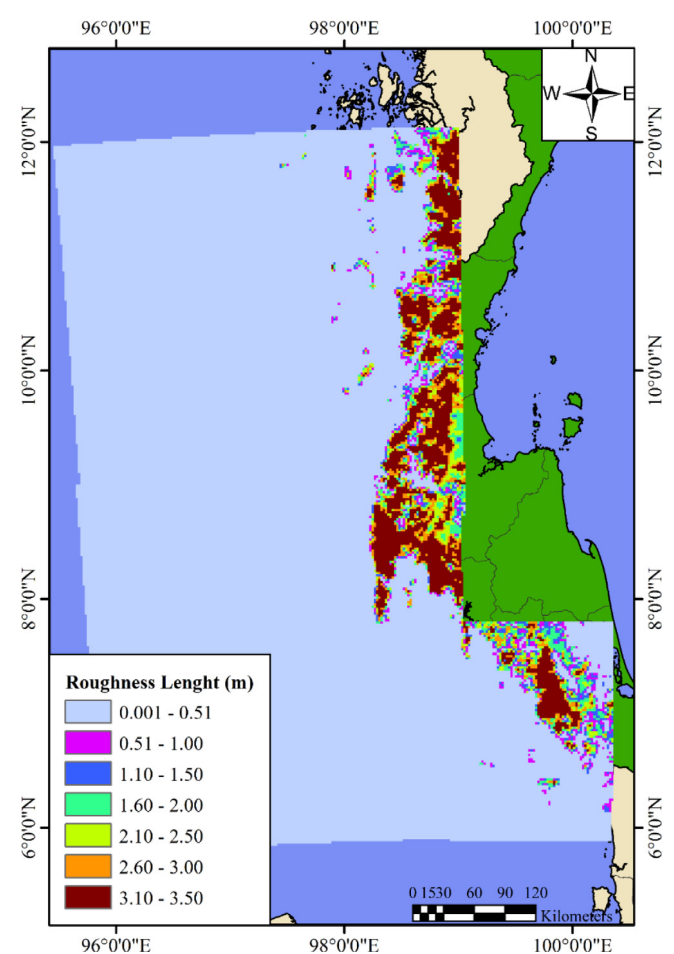 96°0'0"E 98°0'0"E 100°0'0"E
N
W E
S
12°0'0"N 12°0'0"N
10°0'0"N 10°0'0"N
8°0'0"N 8°0'0"N
6°0'0"N 6°0'0"N
Roughness Lenght (m)
0.001 - 0.51
0.51 - 1.00
1.10 - 1.50
1.60 - 2.00
2.10 - 2.50
2.60 - 3.00
3.10 - 3.50
0 1530 60 90 120
Kilometers
96°0'0"E 98°0'0"E 100°0'0"E